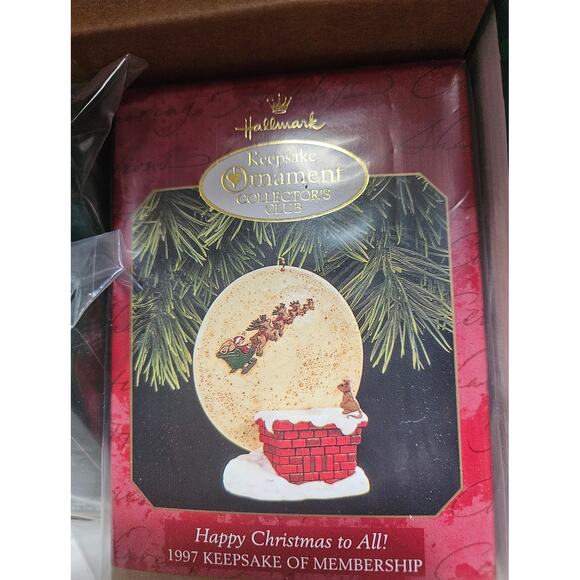 Hallmark
Keepsake
Ornament
COLLECTOR'S
CLUB
Happy Christmas to All!
1997 KEEPSAKE OF MEMBERSHIP